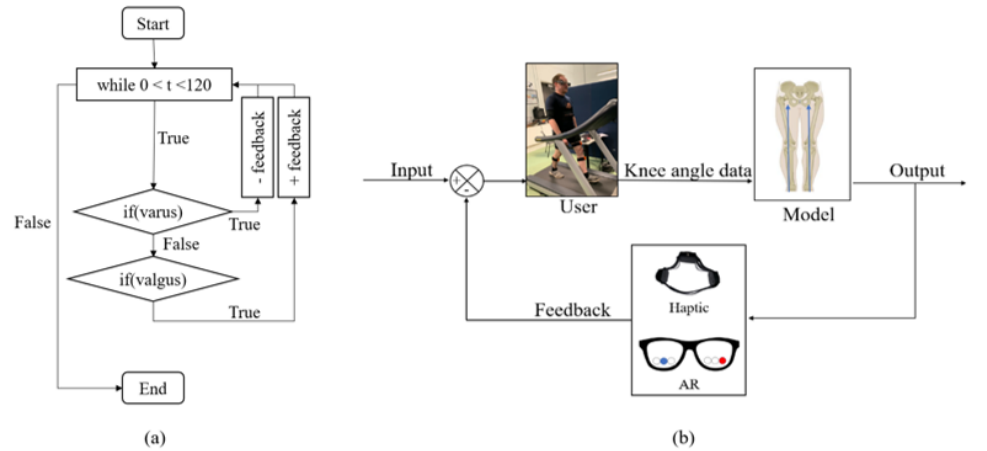 Start
while 0 < t <120
True
- feedback
+ feedback
if(varus)
True
False
False
if(valgus)
True
End
(a)
Input
+
-
User
Knee angle data
Model
Output
Feedback
Haptic
AR
(b)